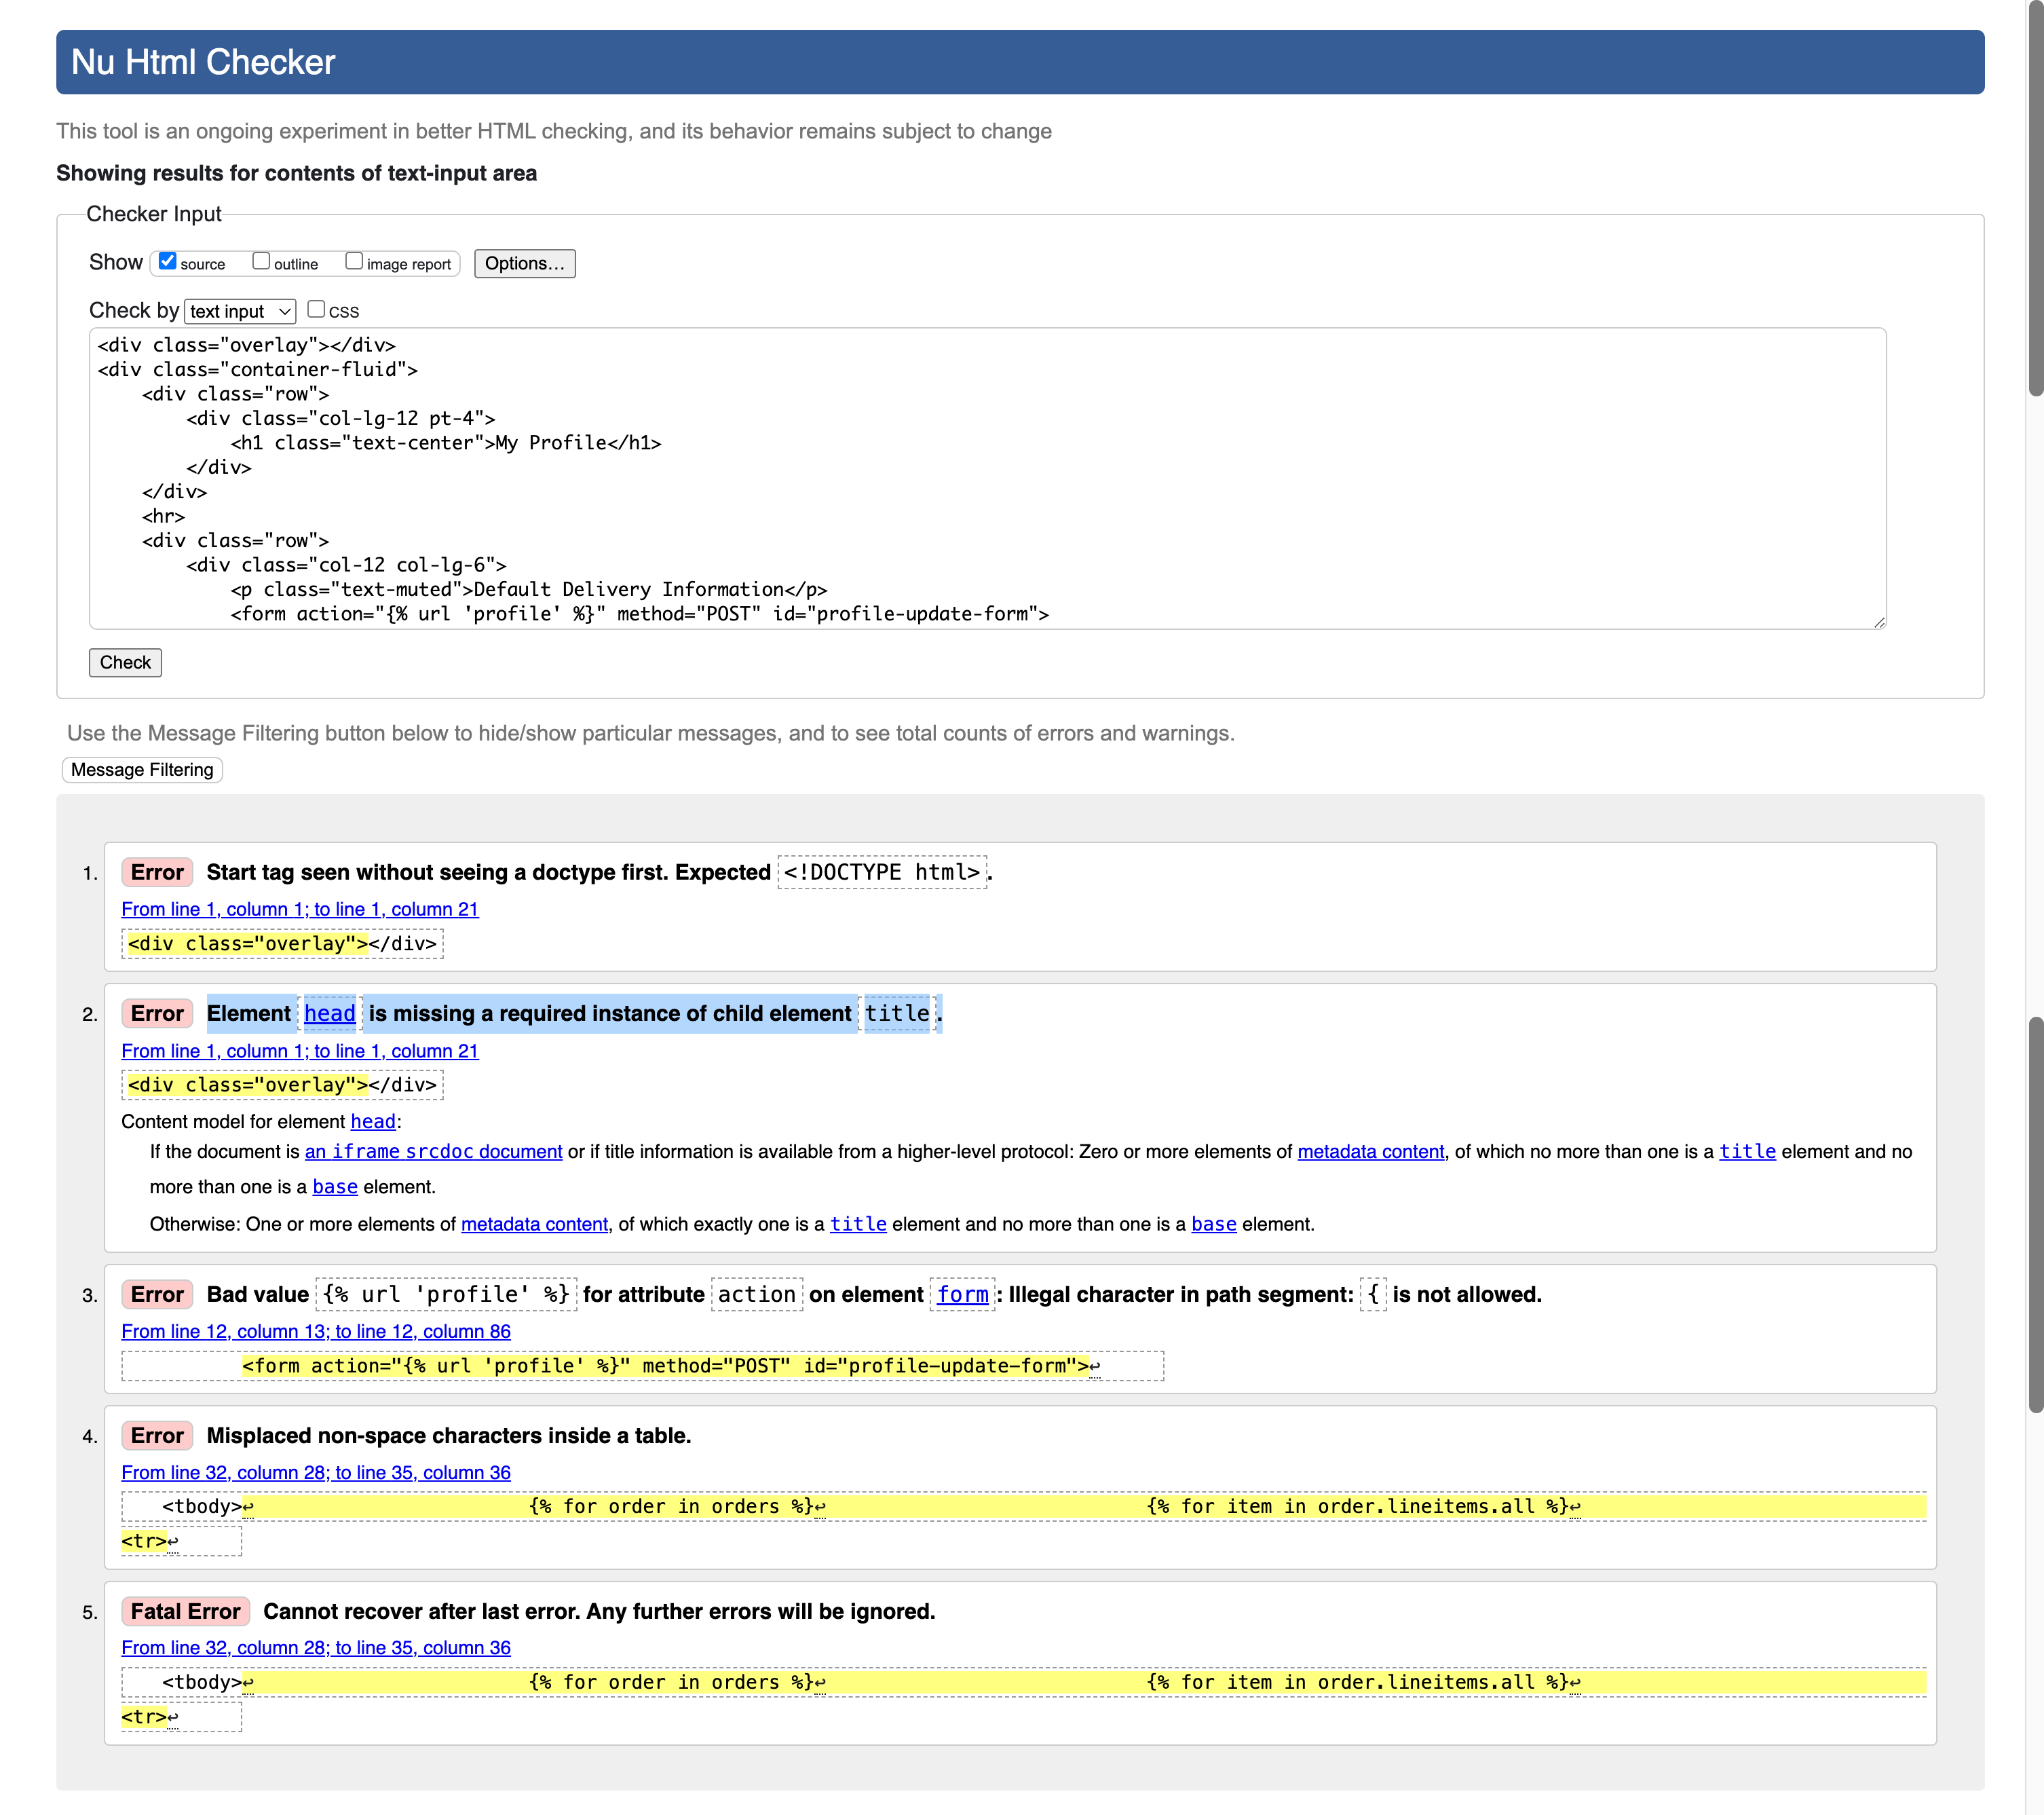 Nu Html Checker
This tool is an ongoing experiment in better HTML checking, and its behavior remains subject to change
Showing results for contents of text-input area
Checker Input
Show source outline image report Options...
Check by text input CSS
<div class="overlay"></div>
<div class="container-fluid">
    <div class="row">
        <div class="col-lg-12 pt-4">
            <h1 class="text-center">My Profile</h1>
        </div>
    </div>
    <hr>
    <div class="row">
        <div class="col-12 col-lg-6">
            <p class="text-muted">Default Delivery Information</p>
            <form action="{% url 'profile' %}" method="POST" id="profile-update-form">
Check
Use the Message Filtering button below to hide/show particular messages, and to see total counts of errors and warnings.
Message Filtering
1. Error Start tag seen without seeing a doctype first. Expected <!DOCTYPE html>.
From line 1, column 1; to line 1, column 21
<div class="overlay"></div>
2. Error Element head is missing a required instance of child element title.
From line 1, column 1; to line 1, column 21
<div class="overlay"></div>
Content model for element head:
If the document is an iframe srcdoc document or if title information is available from a higher-level protocol: Zero or more elements of metadata content, of which no more than one is a title element and no
more than one is a base element.
Otherwise: One or more elements of metadata content, of which exactly one is a title element and no more than one is a base element.
3. Error Bad value {% url 'profile' %} for attribute action on element form: Illegal character in path segment: { is not allowed.
From line 12, column 13; to line 12, column 86
<form action="{% url 'profile' %}" method="POST" id="profile-update-form">↩
4. Error Misplaced non-space characters inside a table.
From line 32, column 28; to line 35, column 36
<tbody>↩ {% for order in orders %}↩ {% for item in order.lineitems.all %}↩
<tr>↩
5. Fatal Error Cannot recover after last error. Any further errors will be ignored.
From line 32, column 28; to line 35, column 36
<tbody>↩ {% for order in orders %}↩ {% for item in order.lineitems.all %}↩
<tr>↩